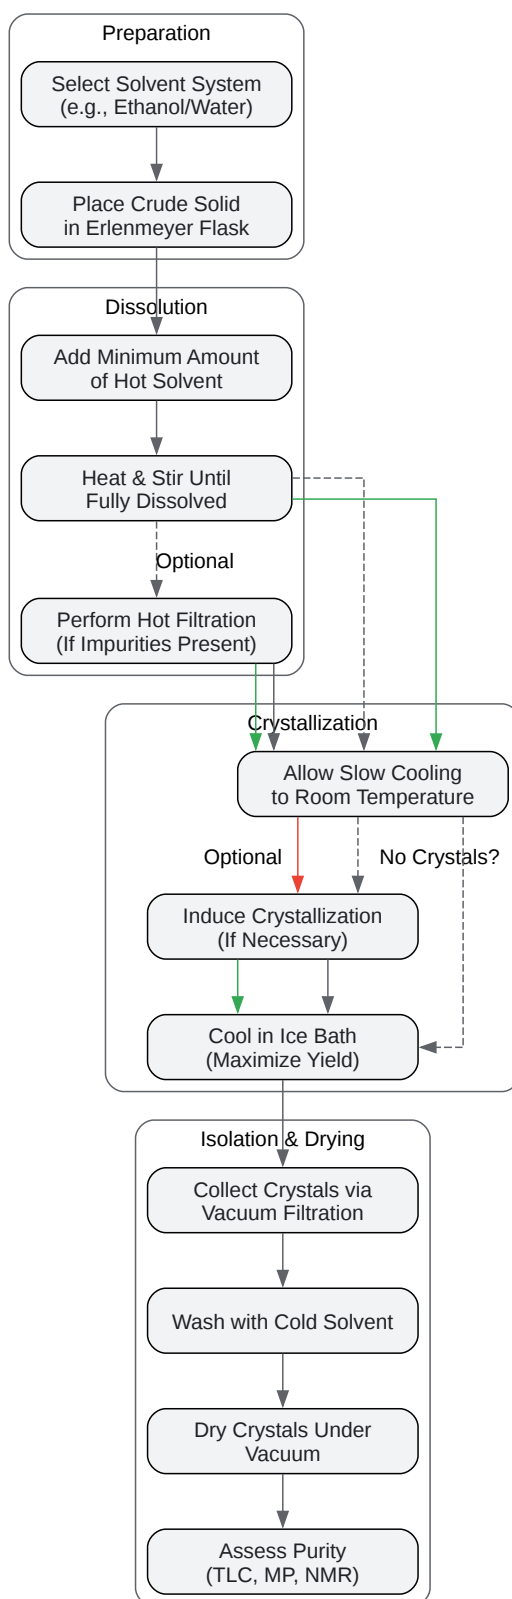 Preparation
Select Solvent System
(e.g., Ethanol/Water)
Place Crude Solid
in Erlenmeyer Flask
Dissolution
Add Minimum Amount
of Hot Solvent
Heat & Stir Until
Fully Dissolved
Optional
Perform Hot Filtration
(If Impurities Present)
Crystallization
Allow Slow Cooling
to Room Temperature
Optional
No Crystals?
Induce Crystallization
(If Necessary)
Cool in Ice Bath
(Maximize Yield)
Isolation & Drying
Collect Crystals via
Vacuum Filtration
Wash with Cold Solvent
Dry Crystals Under
Vacuum
Assess Purity
(TLC, MP, NMR)